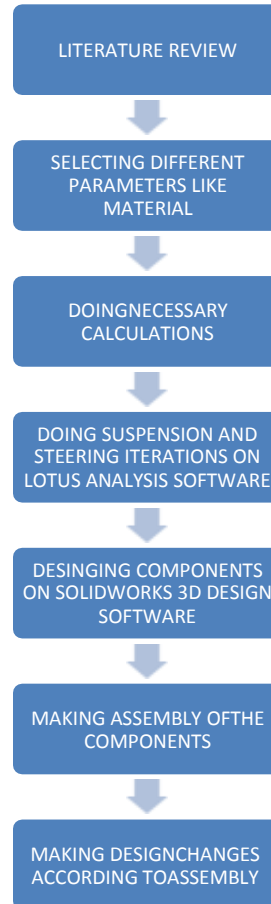 LITERATURE REVIEW
SELECTING DIFFERENT
PARAMETERS LIKE
MATERIAL
DOINGNECESSARY
CALCULATIONS
DOING SUSPENSION AND
STEERING ITERATIONS ON
LOTUS ANALYSIS SOFTWARE
DESINGING COMPONENTS
ON SOLIDWORKS 3D DESIGN
SOFTWARE
MAKING ASSEMBLY OFTHE
COMPONENTS
MAKING DESIGNCHANGES
ACCORDING TOASSEMBLY